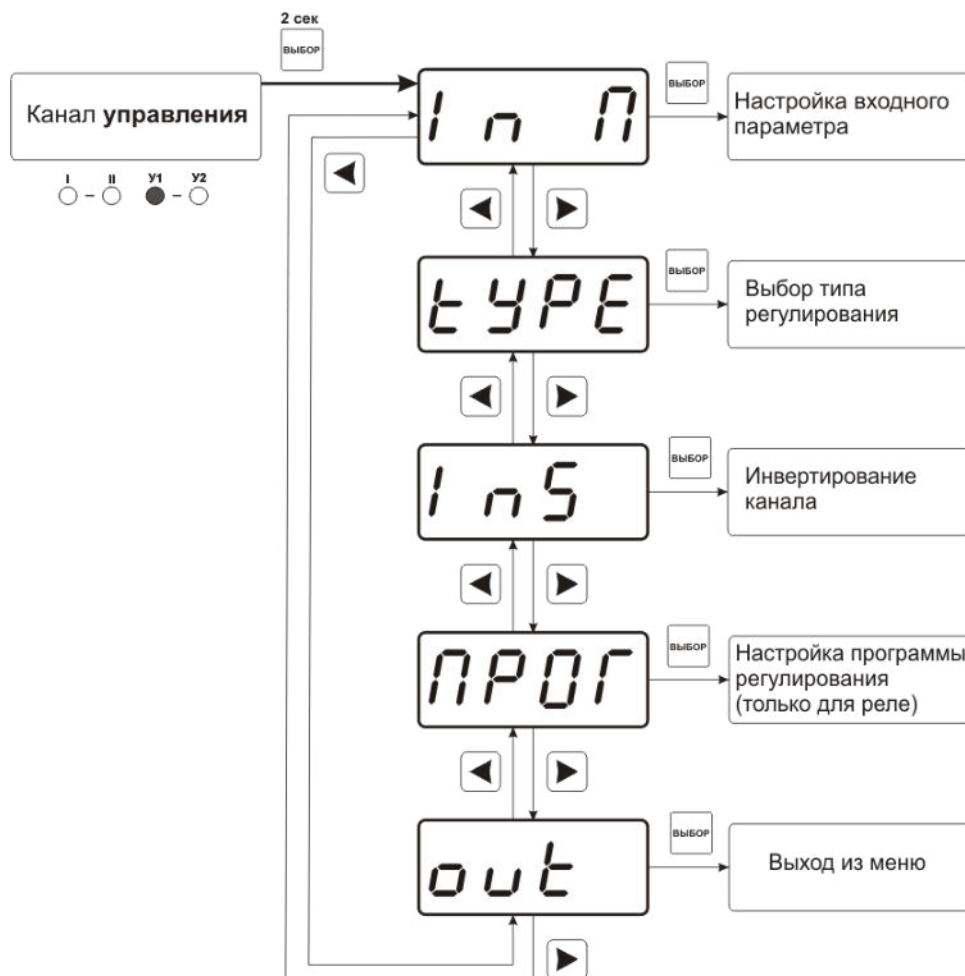 2 сек
ВЫБОР
Канал управления
I II У1 У2
In П
ВЫБОР
Настройка входного
параметра
tYPE
ВЫБОР
Выбор типа
регулирования
InS
ВЫБОР
Инвертирование
канала
ПРОГ
ВЫБОР
Настройка программы
регулирования
(только для реле)
out
ВЫБОР
Выход из меню